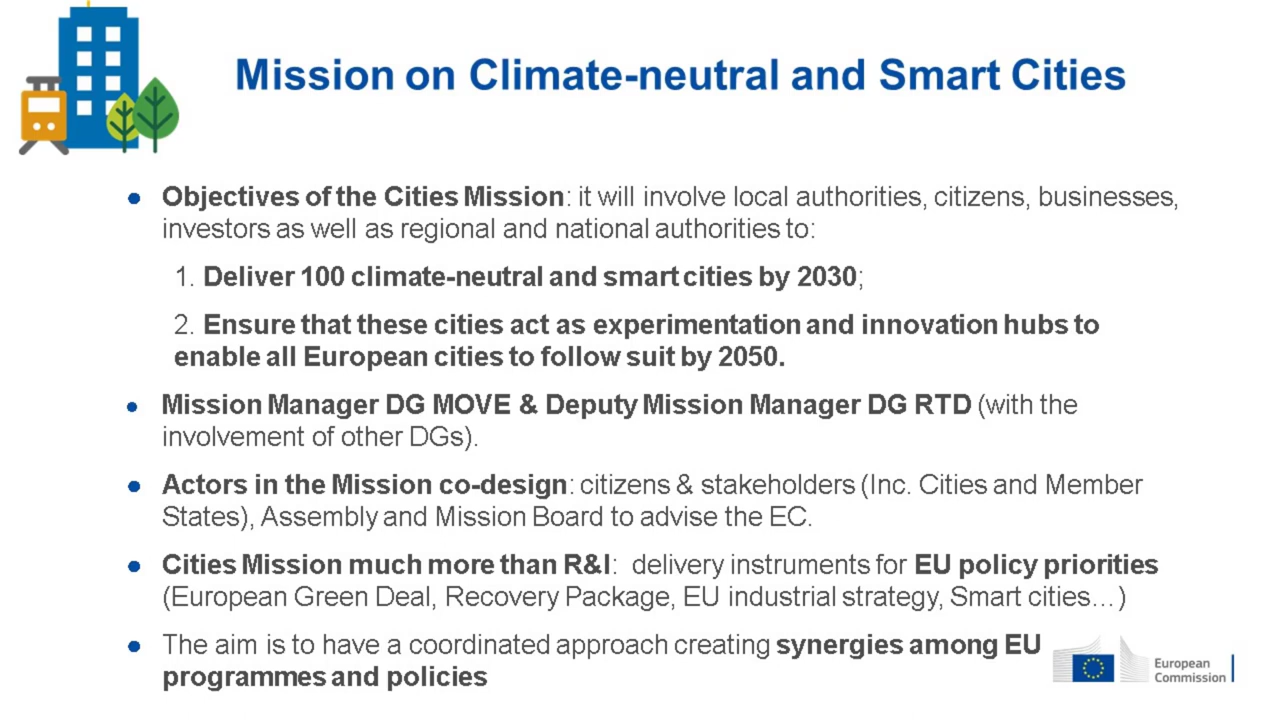 Mission on Climate-neutral and Smart Cities
● Objectives of the Cities Mission: it will involve local authorities, citizens, businesses,
investors as well as regional and national authorities to:
1. Deliver 100 climate-neutral and smart cities by 2030;
2. Ensure that these cities act as experimentation and innovation hubs to
enable all European cities to follow suit by 2050.
● Mission Manager DG MOVE & Deputy Mission Manager DG RTD (with the
involvement of other DGs).
● Actors in the Mission co-design: citizens & stakeholders (Inc. Cities and Member
States), Assembly and Mission Board to advise the EC.
● Cities Mission much more than R&I: delivery instruments for EU policy priorities
(European Green Deal, Recovery Package, EU industrial strategy, Smart cities…)
● The aim is to have a coordinated approach creating synergies among EU
programmes and policies
European
Commission